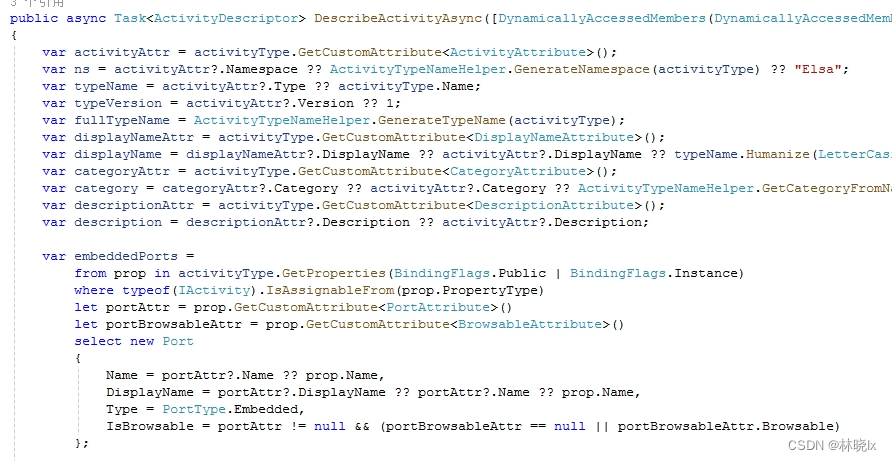 3 个引用
public async Task<ActivityDescriptor> DescribeActivityAsync([DynamicallyAccessedMembers(DynamicallyAccessedMem
{
    var activityAttr = activityType.GetCustomAttribute<ActivityAttribute>();
    var ns = activityAttr?.Namespace ?? ActivityTypeNameHelper.GenerateNamespace(activityType) ?? "Elsa";
    var typeName = activityAttr?.Type ?? activityType.Name;
    var typeVersion = activityAttr?.Version ?? 1;
    var fullTypeName = ActivityTypeNameHelper.GenerateTypeName(activityType);
    var displayNameAttr = activityType.GetCustomAttribute<DisplayNameAttribute>();
    var displayName = displayNameAttr?.DisplayName ?? activityAttr?.DisplayName ?? typeName.Humanize(LetterCas
    var categoryAttr = activityType.GetCustomAttribute<CategoryAttribute>();
    var category = categoryAttr?.Category ?? activityAttr?.Category ?? ActivityTypeNameHelper.GetCategoryFromNa
    var descriptionAttr = activityType.GetCustomAttribute<DescriptionAttribute>();
    var description = descriptionAttr?.Description ?? activityAttr?.Description;

    var embeddedPorts =
        from prop in activityType.GetProperties(BindingFlags.Public | BindingFlags.Instance)
        where typeof(IActivity).IsAssignableFrom(prop.PropertyType)
        let portAttr = prop.GetCustomAttribute<PortAttribute>()
        let portBrowsableAttr = prop.GetCustomAttribute<BrowsableAttribute>()
        select new Port
        {
            Name = portAttr?.Name ?? prop.Name,
            DisplayName = portAttr?.DisplayName ?? portAttr?.Name ?? prop.Name,
            Type = PortType.Embedded,
            IsBrowsable = portAttr != null && (portBrowsableAttr == null || portBrowsableAttr.Browsable)
        };
CSDN @林晓lx